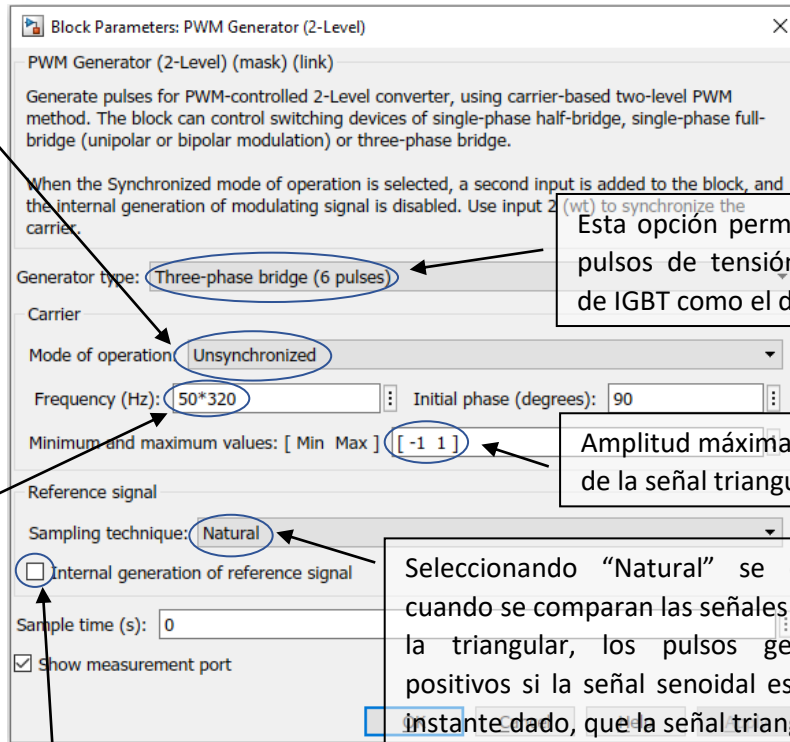 Block Parameters: PWM Generator (2-Level)
PWM Generator (2-Level) (mask) (link)
Generate pulses for PWM-controlled 2-Level converter, using carrier-based two-level PWM
method. The block can control switching devices of single-phase half-bridge, single-phase full-
bridge (unipolar or bipolar modulation) or three-phase bridge.
When the Synchronized mode of operation is selected, a second input is added to the block, and
the internal generation of modulating signal is disabled. Use input 2 (wt) to synchronize the
carrier.
Esta opción perm
pulsos de tensión
de IGBT como el d
Generator type: Three-phase bridge (6 pulses)
Carrier
Mode of operation: Unsynchronized
Frequency (Hz): 50*320 Initial phase (degrees): 90
Minimum and maximum values: [ Min Max ] [ -1 1 ]
Amplitud máxima
de la señal triangu
Reference signal
Sampling technique: Natural
Internal generation of reference signal
Seleccionando “Natural” se
cuando se comparan las señales
la triangular, los pulsos ge
positivos si la señal senoidal es
instante dado, que la señal triang
Sample time (s): 0
Show measurement port
OK Cancel Help